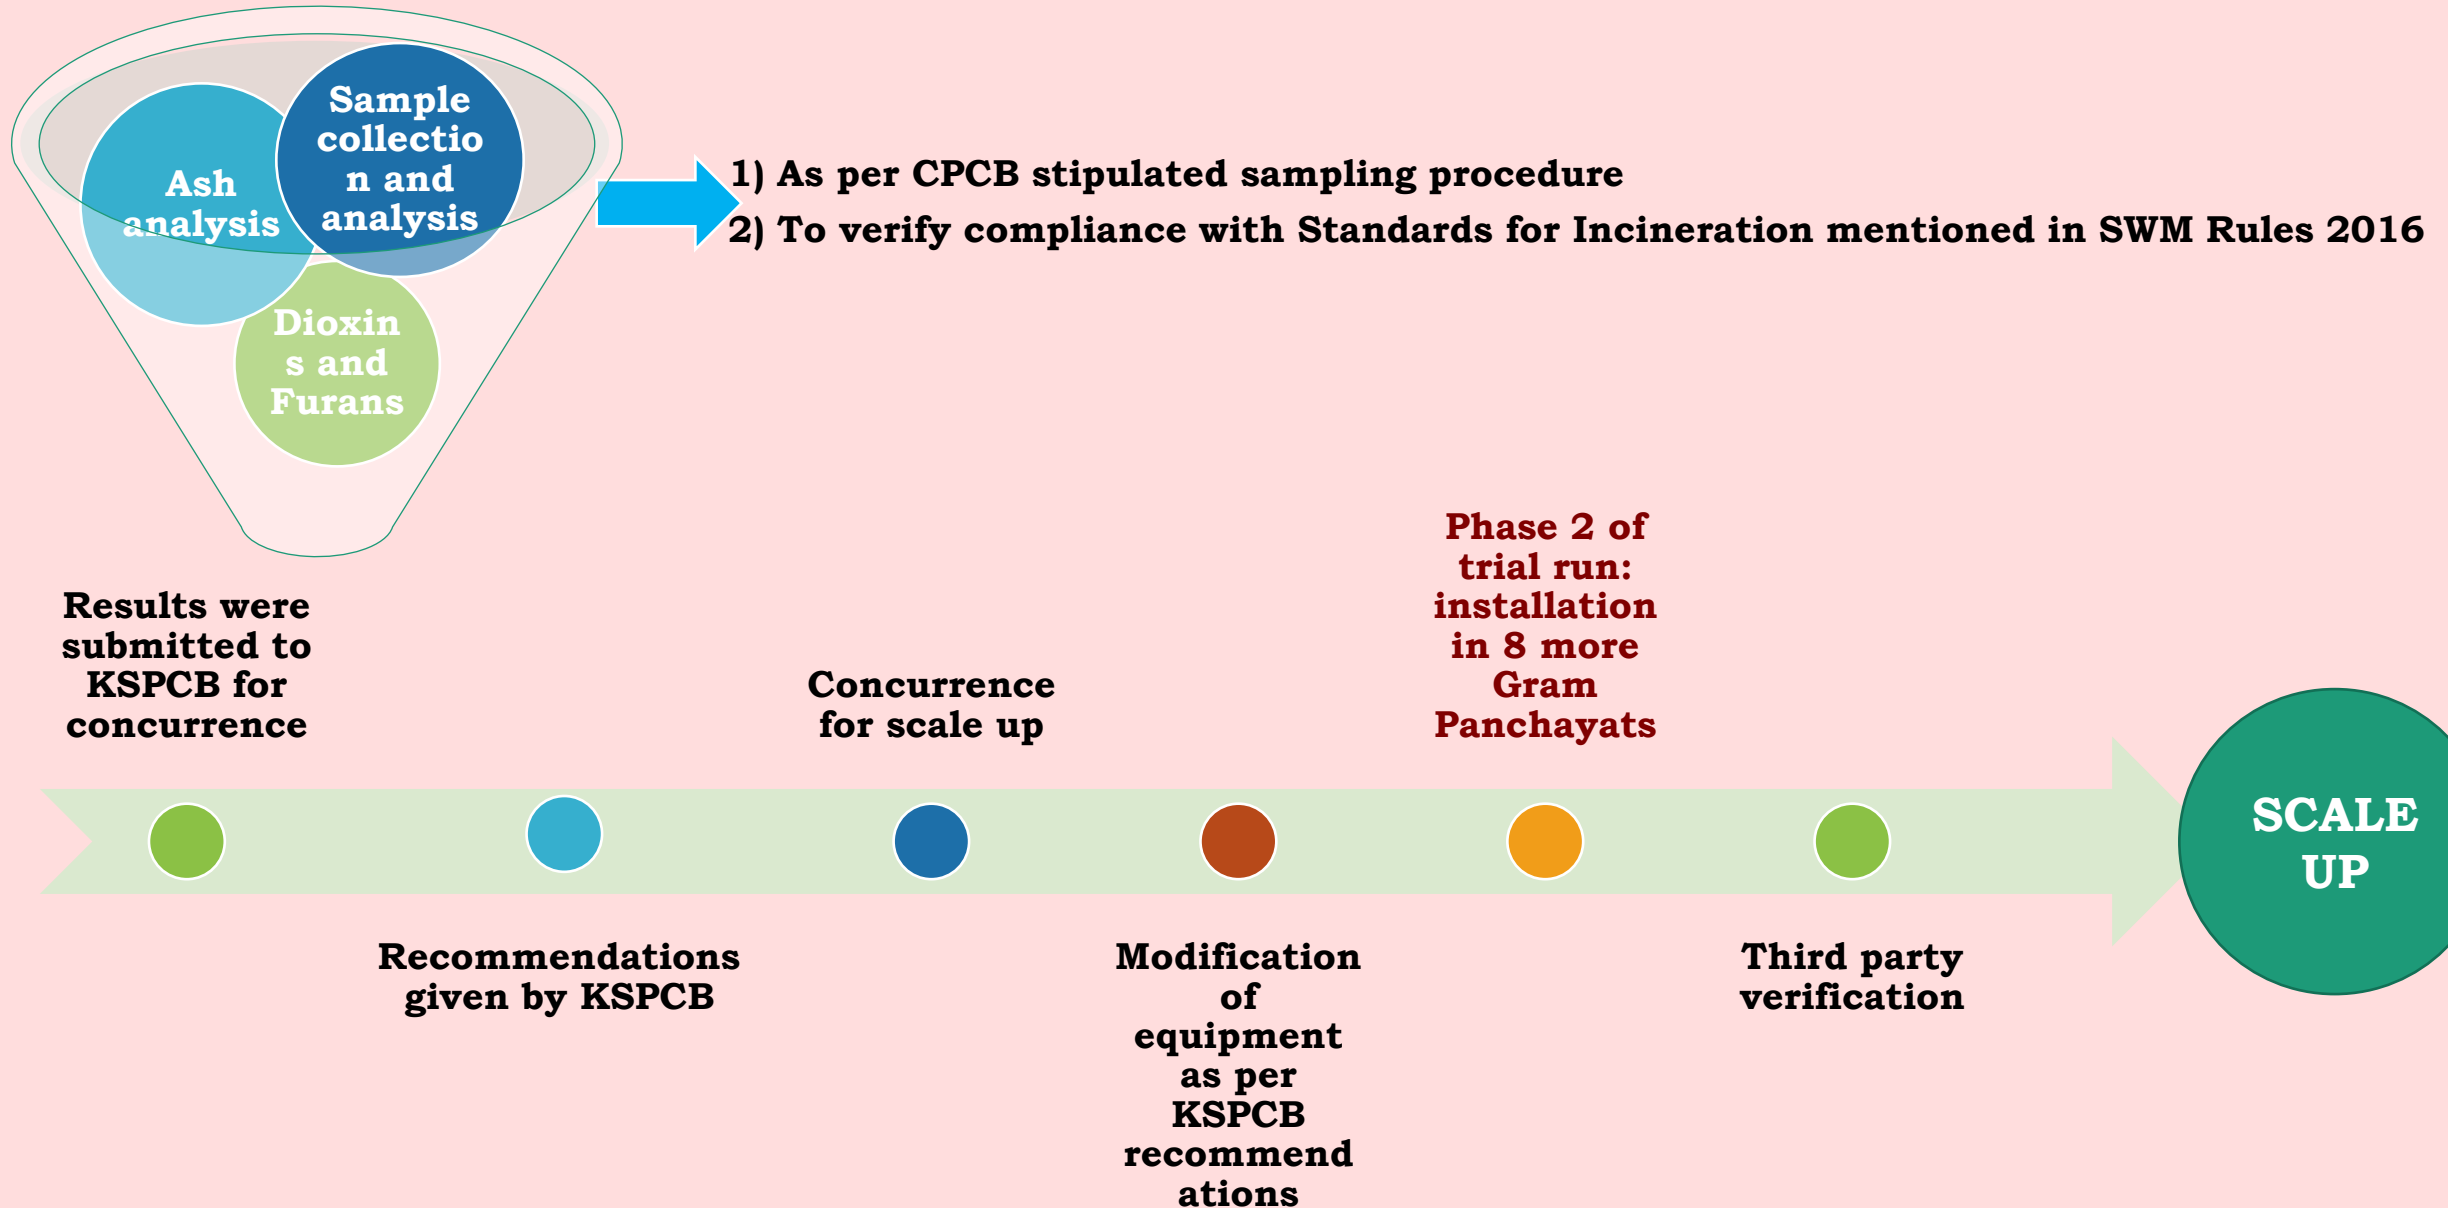 Sample
collectio
n and
analysis
Ash
analysis
Dioxin
s and
Furans
1) As per CPCB stipulated sampling procedure
2) To verify compliance with Standards for Incineration mentioned in SWM Rules 2016
Results were
submitted to
KSPCB for
concurrence
Recommendations
given by KSPCB
Concurrence
for scale up
Modification
of
equipment
as per
KSPCB
recommend
ations
Phase 2 of
trial run:
installation
in 8 more
Gram
Panchayats
Third party
verification
SCALE
UP